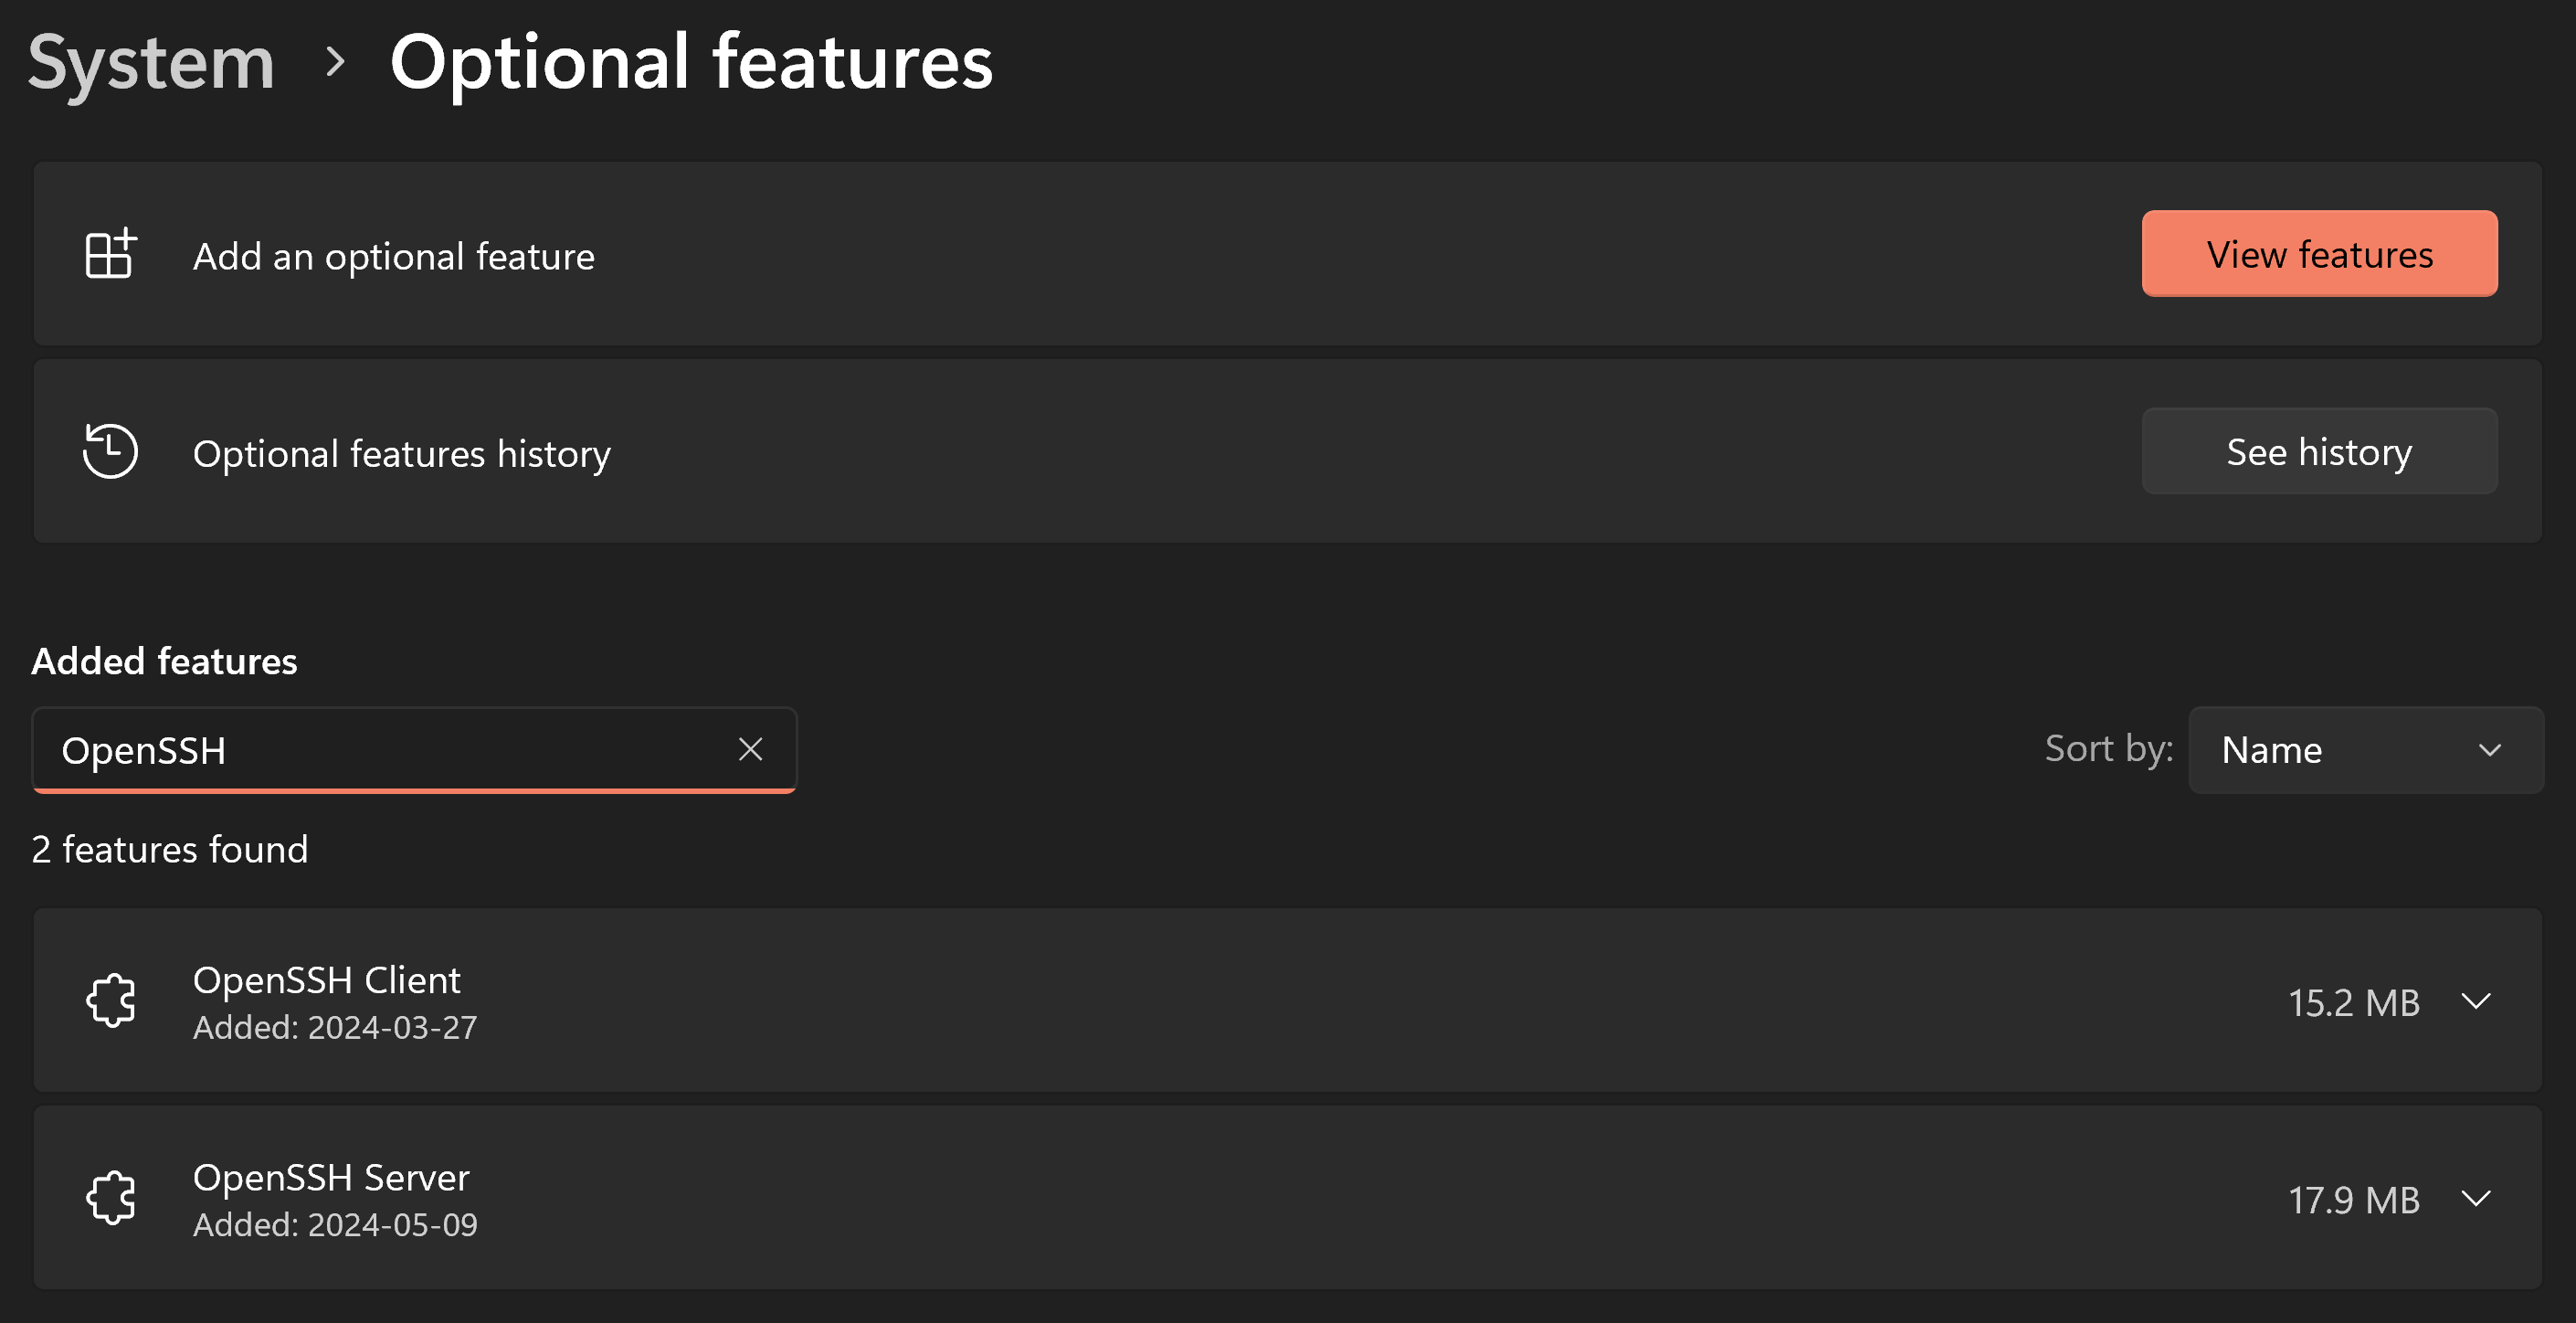 System > Optional features
Add an optional feature
View features
Optional features history
See history
Added features
OpenSSH
Sort by: Name
2 features found
OpenSSH Client
Added: 2024-03-27
15.2 MB
OpenSSH Server
Added: 2024-05-09
17.9 MB